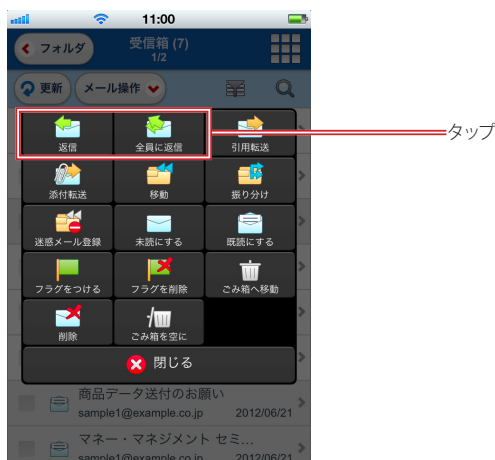 11:00
フォルダ
受信箱 (7)
1/2
更新
メール操作
返信
全員に返信
引用転送
タップ
添付転送
移動
振り分け
迷惑メール登録
未読にする
既読にする
フラグをつける
フラグを削除
ごみ箱へ移動
削除
ごみ箱を空に
閉じる
商品データ送付のお願い
sample1@example.co.jp 2012/06/21
マネー・マネジメント セミ...
sample1@example.co.jp 2012/06/21